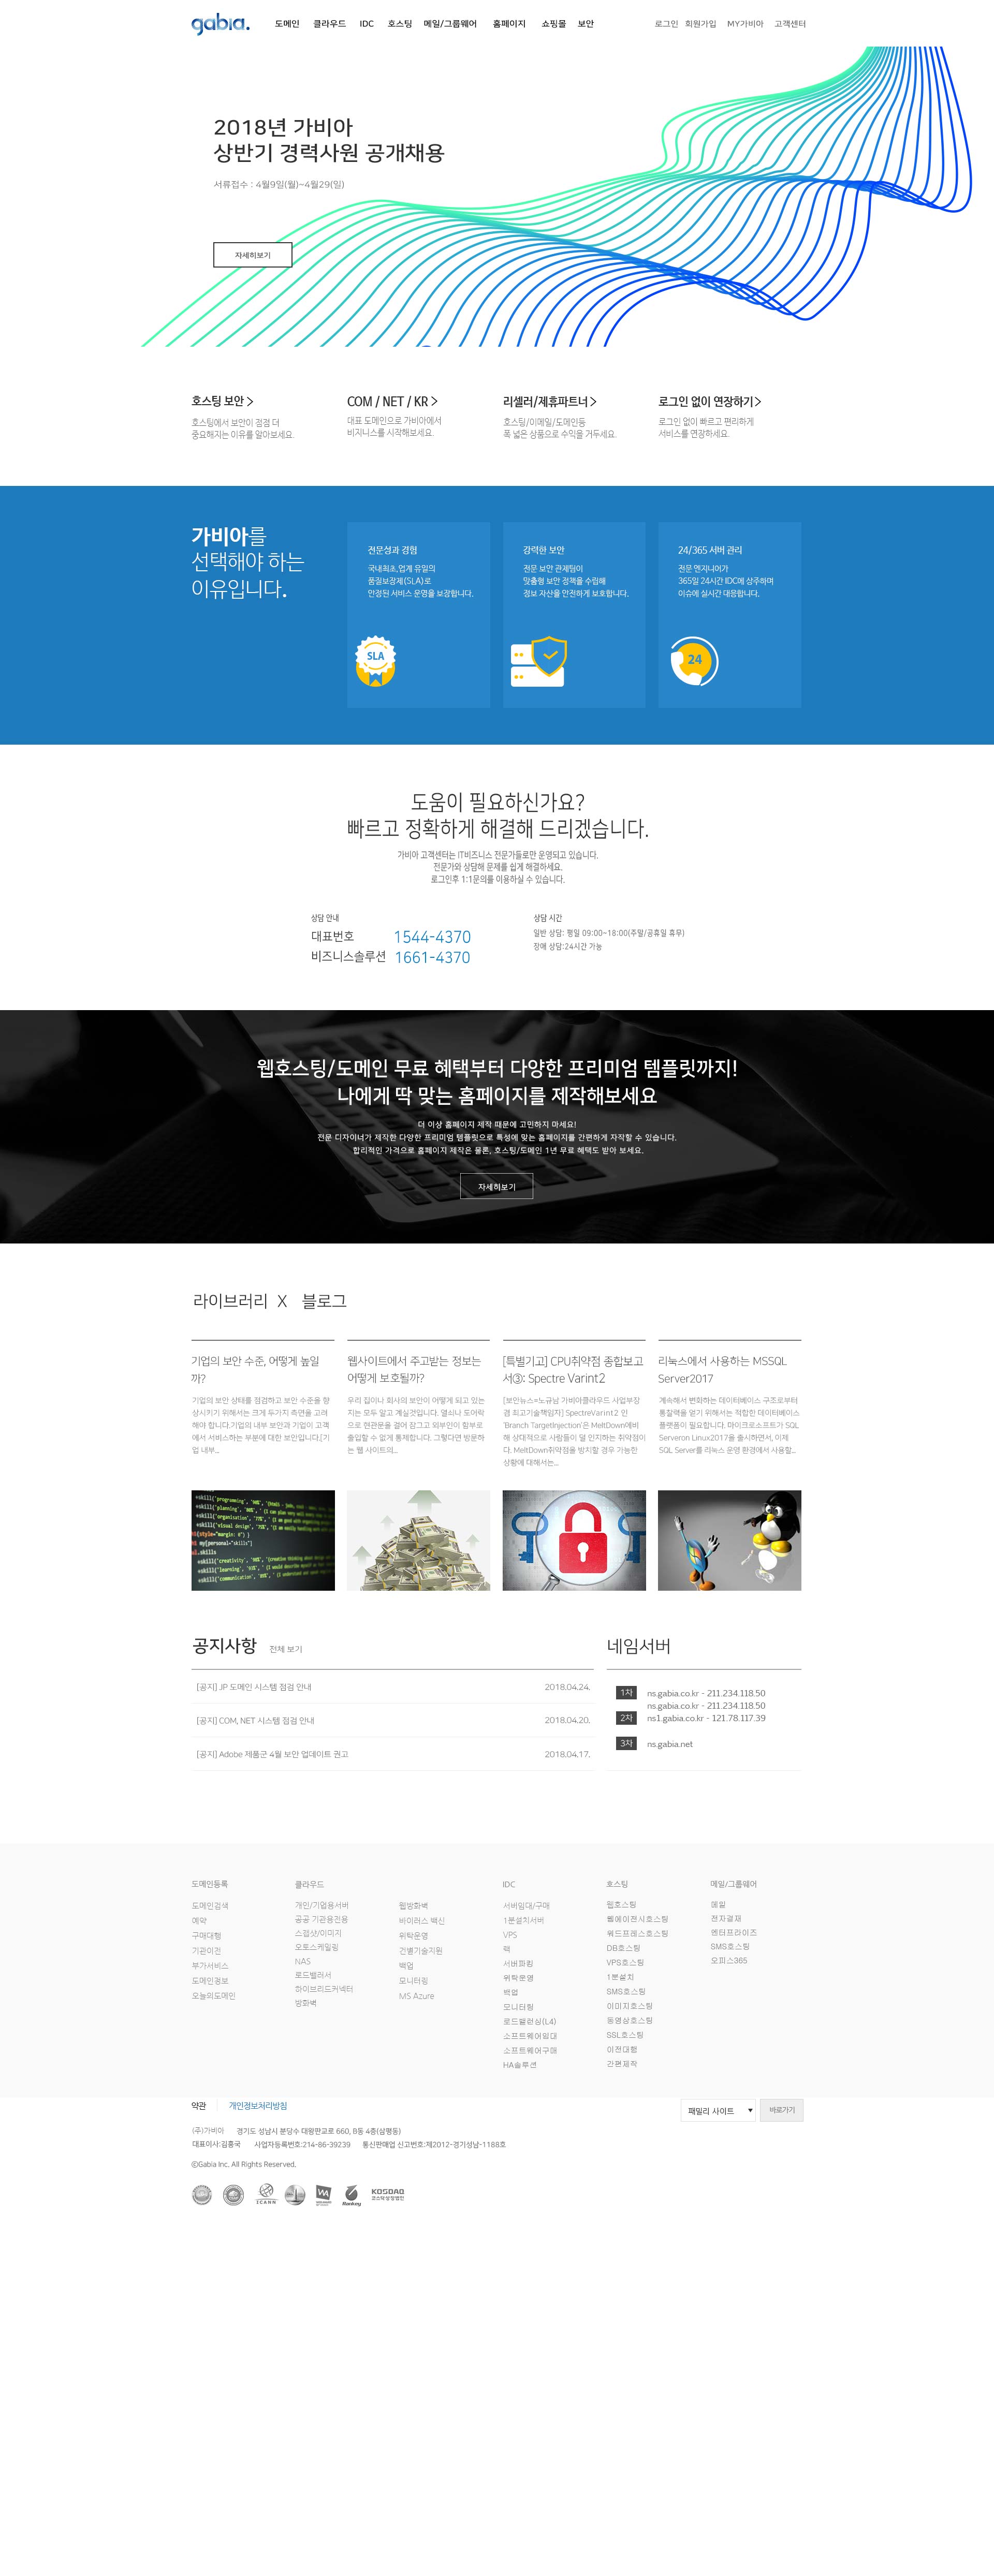 gabia.
도메인 클라우드 IDC 호스팅 메일/그룹웨어 홈페이지 쇼핑몰 보안
로그인 회원가입 MY가비아 고객센터
2018년 가비아
상반기 경력사원 공개채용
서류접수 : 4월9일(월)~4월29(일)
자세히보기
호스팅 보안 >
호스팅에서 보안이 점점 더
중요해지는 이유를 알아보세요.
COM / NET / KR >
대표 도메인으로 가비아에서
비지니스를 시작해보세요.
리셀러/제휴파트너 >
호스팅/이메일/도메인등
폭 넓은 상품으로 수익을 거두세요.
로그인 없이 연장하기 >
로그인 없이 빠르고 편리하게
서비스를 연장하세요.
가비아를
선택해야 하는
이유입니다.
전문성과 경험
국내최초,업계 유일의
품질보장제(SLA)로
안정된 서비스 운영을 보장합니다.
SLA
강력한 보안
전문 보안 관제팀이
맞춤형 보안 정책을 수립해
정보 자산을 안전하게 보호합니다.
24/365 서버 관리
전문 엔지니어가
365일 24시간 IDC에 상주하며
이슈에 실시간 대응합니다.
24
도움이 필요하신가요?
빠르고 정확하게 해결해 드리겠습니다.
가비아 고객센터는 IT비즈니스 전문가들로만 운영되고 있습니다.
전문가와 상담해 문제를 쉽게 해결하세요.
로그인후 1:1문의를 이용하실 수 있습니다.
상담 안내
대표번호 1544-4370
비즈니스솔루션 1661-4370
상담 시간
일반 상담: 평일 09:00~18:00(주말/공휴일 휴무)
장애 상담:24시간 가능
웹호스팅/도메인 무료 혜택부터 다양한 프리미엄 템플릿까지!
나에게 딱 맞는 홈페이지를 제작해보세요
더 이상 홈페이지 제작 때문에 고민하지 마세요!
전문 디자이너가 제작한 다양한 프리미엄 템플릿으로 특성에 맞는 홈페이지를 간편하게 자작할 수 있습니다.
합리적인 가격으로 홈페이지 제작은 물론, 호스팅/도메인 1년 무료 혜택도 받아 보세요.
자세히보기
라이브러리 X 블로그
기업의 보안 수준, 어떻게 높일
까?
기업의 보안 상태를 점검하고 보안 수준을 향
상시키기 위해서는 크게 두가지 측면을 고려
해야 합니다.기업의 내부 보안과 기업이 고객
에서 서비스하는 부분에 대한 보안입니다.[기
업 내부...
웹사이트에서 주고받는 정보는
어떻게 보호될까?
우리 집이나 회사의 보안이 어떻게 되고 있는
지는 모두 알고 계실것입니다. 열쇠나 도어락
으로 현관문을 걸어 잠그고 외부인이 함부로
출입할 수 없게 통제합니다. 그렇다면 방문하
는 웹 사이트의...
[특별기고] CPU취약점 종합보고
서③: Spectre Varint2
[보안뉴스=노규남 가비아클라우드 사업부장
겸 최고기술책임자] SpectreVarint2 인
'Branch TargetInjection'은 MeltDown에비
해 상대적으로 사람들이 덜 인지하는 취약점이
다. MeltDown취약점을 방치할 경우 가능한
상황에 대해서는...
리눅스에서 사용하는 MSSQL
Server2017
계속해서 변화하는 데이터베이스 구조로부터
통찰력을 얻기 위해서는 적합한 데이터베이스
플랫폼이 필요합니다. 마이크로소프트가 SQL
Serveron Linux2017을 출시하면서, 이제
SQL Server를 리눅스 운영 환경에서 사용할...
공지사항 전체 보기
[공지] JP 도메인 시스템 점검 안내 2018.04.24.
[공지] COM, NET 시스템 점검 안내 2018.04.20.
[공지] Adobe 제품군 4월 보안 업데이트 권고 2018.04.17.
네임서버
1차 ns.gabia.co.kr - 211.234.118.50
ns.gabia.co.kr - 211.234.118.50
2차 ns1.gabia.co.kr - 121.78.117.39
3차 ns.gabia.net
도메인등록
도메인검색
예약
구매대행
기관이전
부가서비스
도메인정보
오늘의도메인
클라우드
개인/기업용서버
공공 기관용전용
스냅샷/이미지
오토스케일링
NAS
로드밸러서
하이브리드커넥터
방화벽
웹방화벽
바이러스 백신
위탁운영
건별기술지원
백업
모니터링
MS Azure
IDC
서버임대/구매
1분설치서버
VPS
랙
서버파킹
위탁운영
백업
모니터링
로드밸런싱(L4)
소프트웨어임대
소프트웨어구매
HA솔루션
호스팅
웹호스팅
웹에이전시호스팅
워드프레스호스팅
DB호스팅
VPS호스팅
1분설치
SMS호스팅
이미지호스팅
동영상호스팅
SSL호스팅
이전대행
간편제작
메일/그룹웨어
메일
전자결재
엔터프라이즈
SMS호스팅
오피스365
약관 개인정보처리방침
패밀리 사이트 ▼ 바로가기
(주)가비아 경기도 성남시 분당수 대왕판교로 660, B동 4층(삼평동)
대표이사:김홍국 사업자등록번호:214-86-39239 통신판매업 신고번호:제2012-경기성남-1188호
©Gabia Inc. All Rights Reserved.
ICANN
Rankey
KOSDAQ
코스닥상장법인